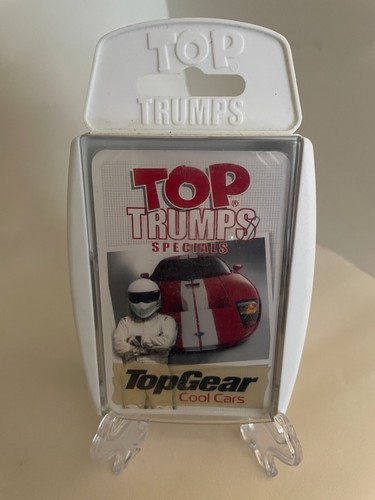 TOP
TRUMPS
TOP®
TRUMPS
SPECIALS
TopGear
Cool Cars